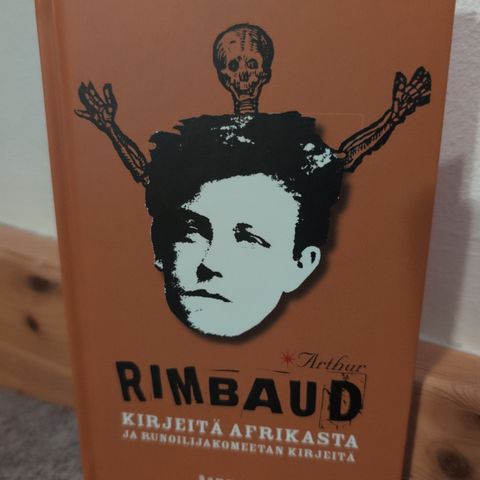 Arthur
RIMBAUD
KIRJEITÄ AFRIKASTA
JA RUNOILIJAKOMEETAN KIRJEITÄ